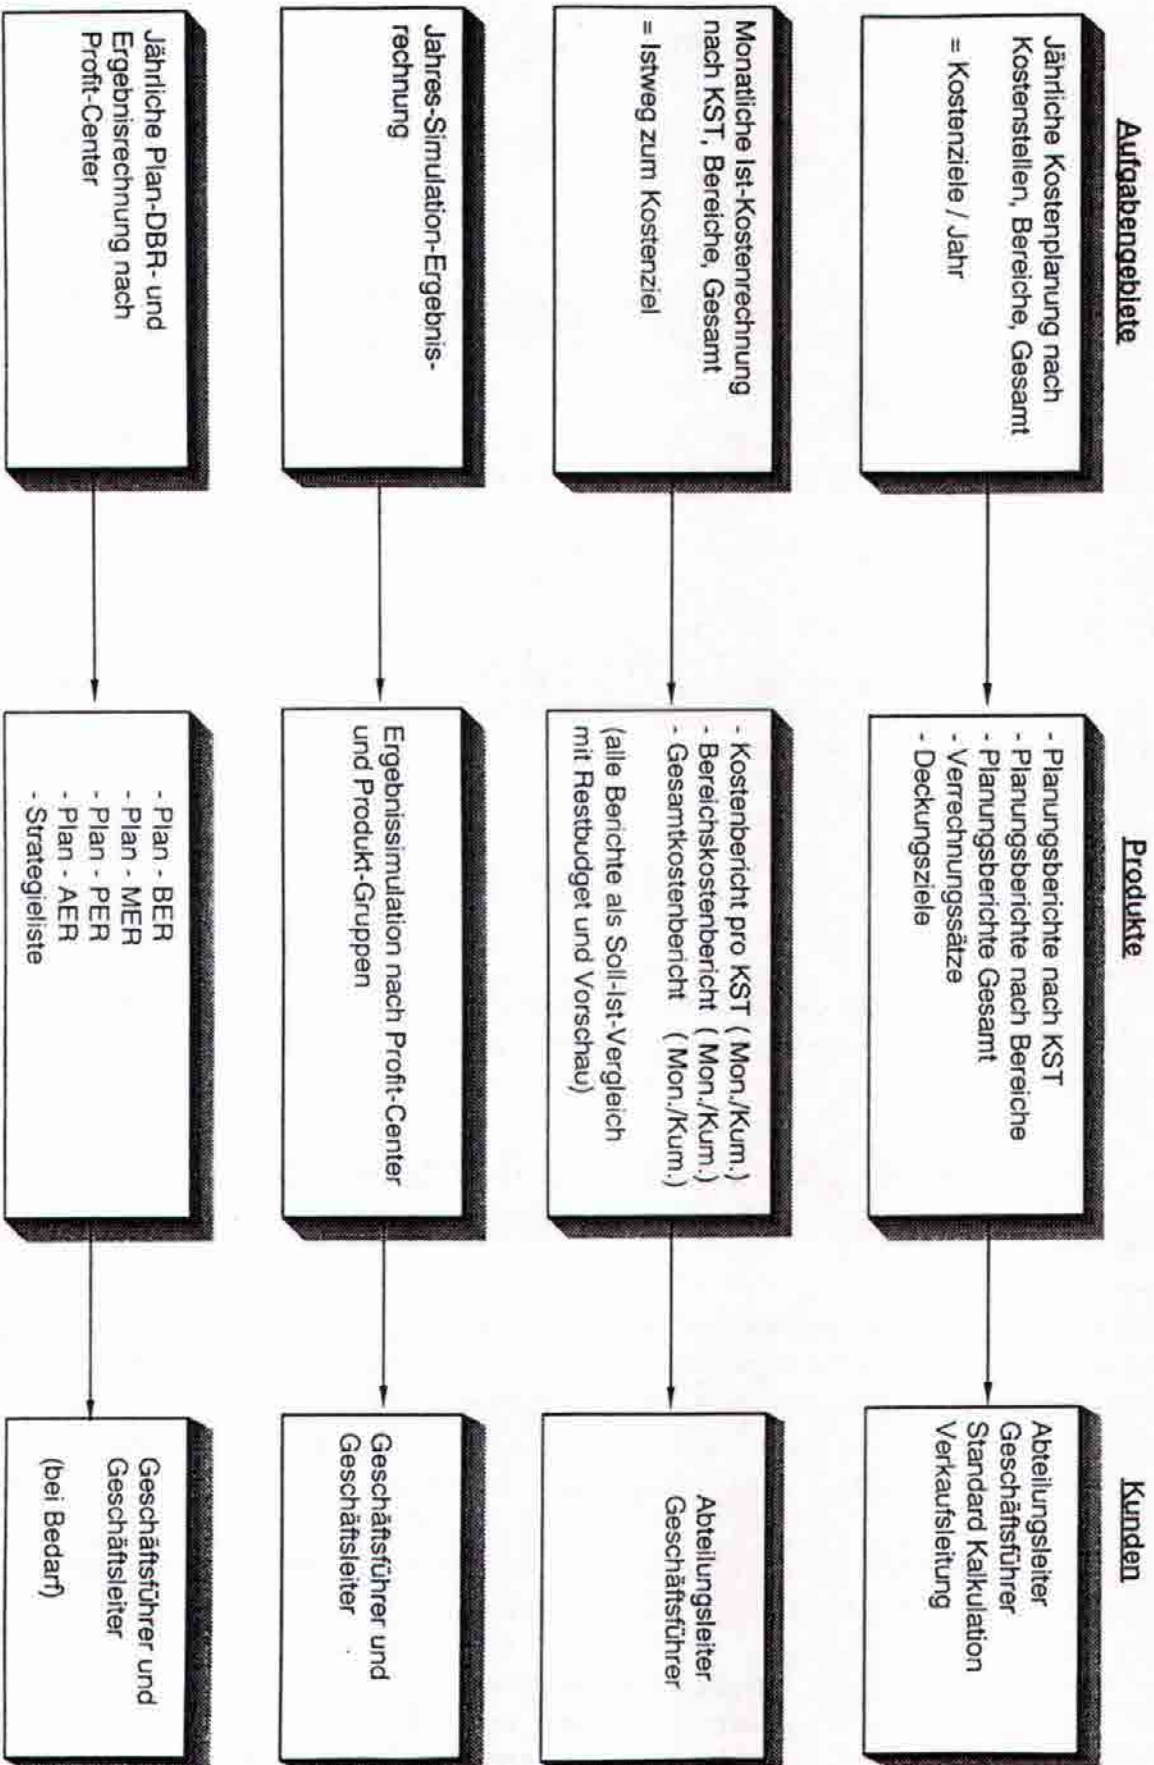 Aufgabengebiete
Produkte
Kunden
Jährliche Kostenplanung nach
Kostenstellen, Bereiche, Gesamt
= Kostenziele / Jahr
- Planungsberichte nach KST
- Planungsberichte nach Bereiche
- Planungsberichte Gesamt
- Verrechnungssätze
- Deckungsziele
Abteilungsleiter
Geschäftsführer
Standard Kalkulation
Verkaufsleitung
Monatliche Ist-Kostenrechnung
nach KST, Bereiche, Gesamt
= Istweg zum Kostenziel
- Kostenbericht pro KST ( Mon./Kum.)
- Bereichskostenbericht ( Mon./Kum.)
- Gesamtkostenbericht ( Mon./Kum.)
(alle Berichte als Soll-Ist-Vergleich
mit Restbudget und Vorschau)
Abteilungsleiter
Geschäftsführer
Jahres-Simulation-Ergebnis-
rechnung
Ergebnissimulation nach Profit-Center
und Produkt-Gruppen
Geschäftsführer und
Geschäftsleiter
Jährliche Plan-DBR- und
Ergebnisrechnung nach
Profit-Center
- Plan - BER
- Plan - MER
- Plan - PER
- Plan - AER
- Strategieliste
Geschäftsführer und
Geschäftsleiter
(bei Bedarf)